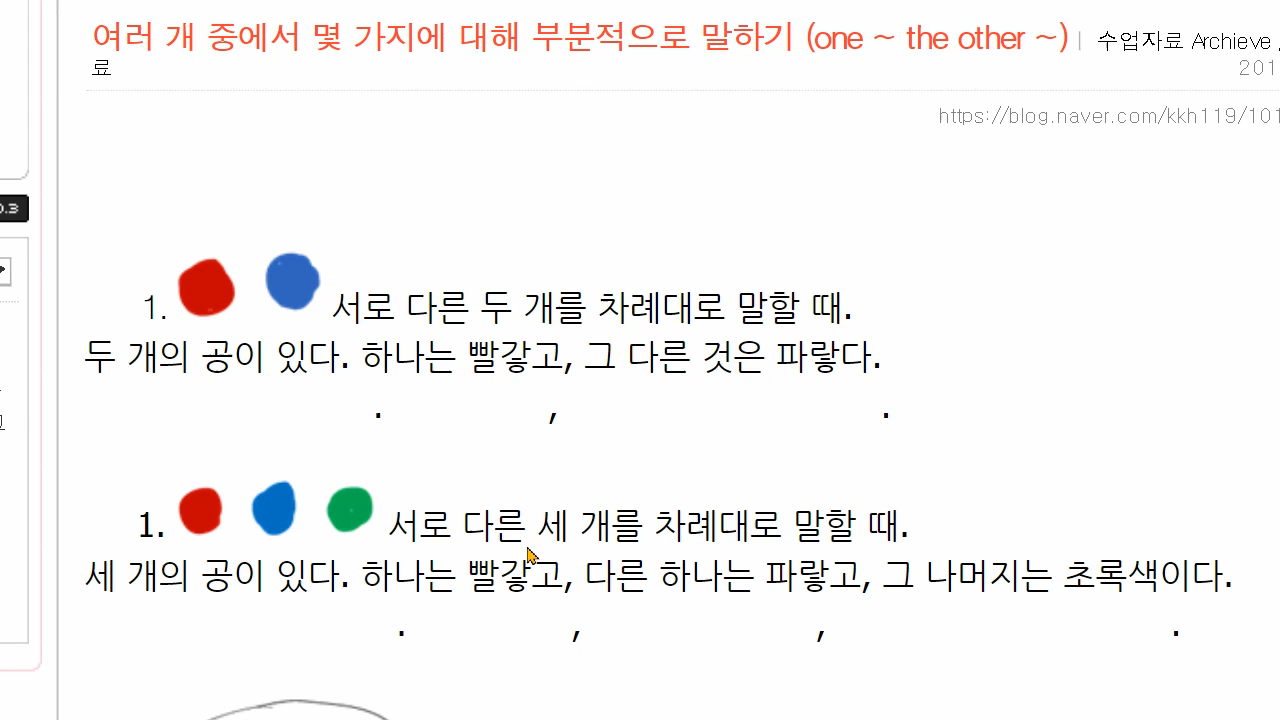 여러 개 중에서 몇 가지에 대해 부분적으로 말하기 (one ~ the other ~) | 수업자료 Archieve
료
201
https://blog.naver.com/kkh119/101
0.3
1. 서로 다른 두 개를 차례대로 말할 때.
두 개의 공이 있다. 하나는 빨갛고, 그 다른 것은 파랗다.
. , .
1. 서로 다른 세 개를 차례대로 말할 때.
세 개의 공이 있다. 하나는 빨갛고, 다른 하나는 파랗고, 그 나머지는 초록색이다.
. , , .